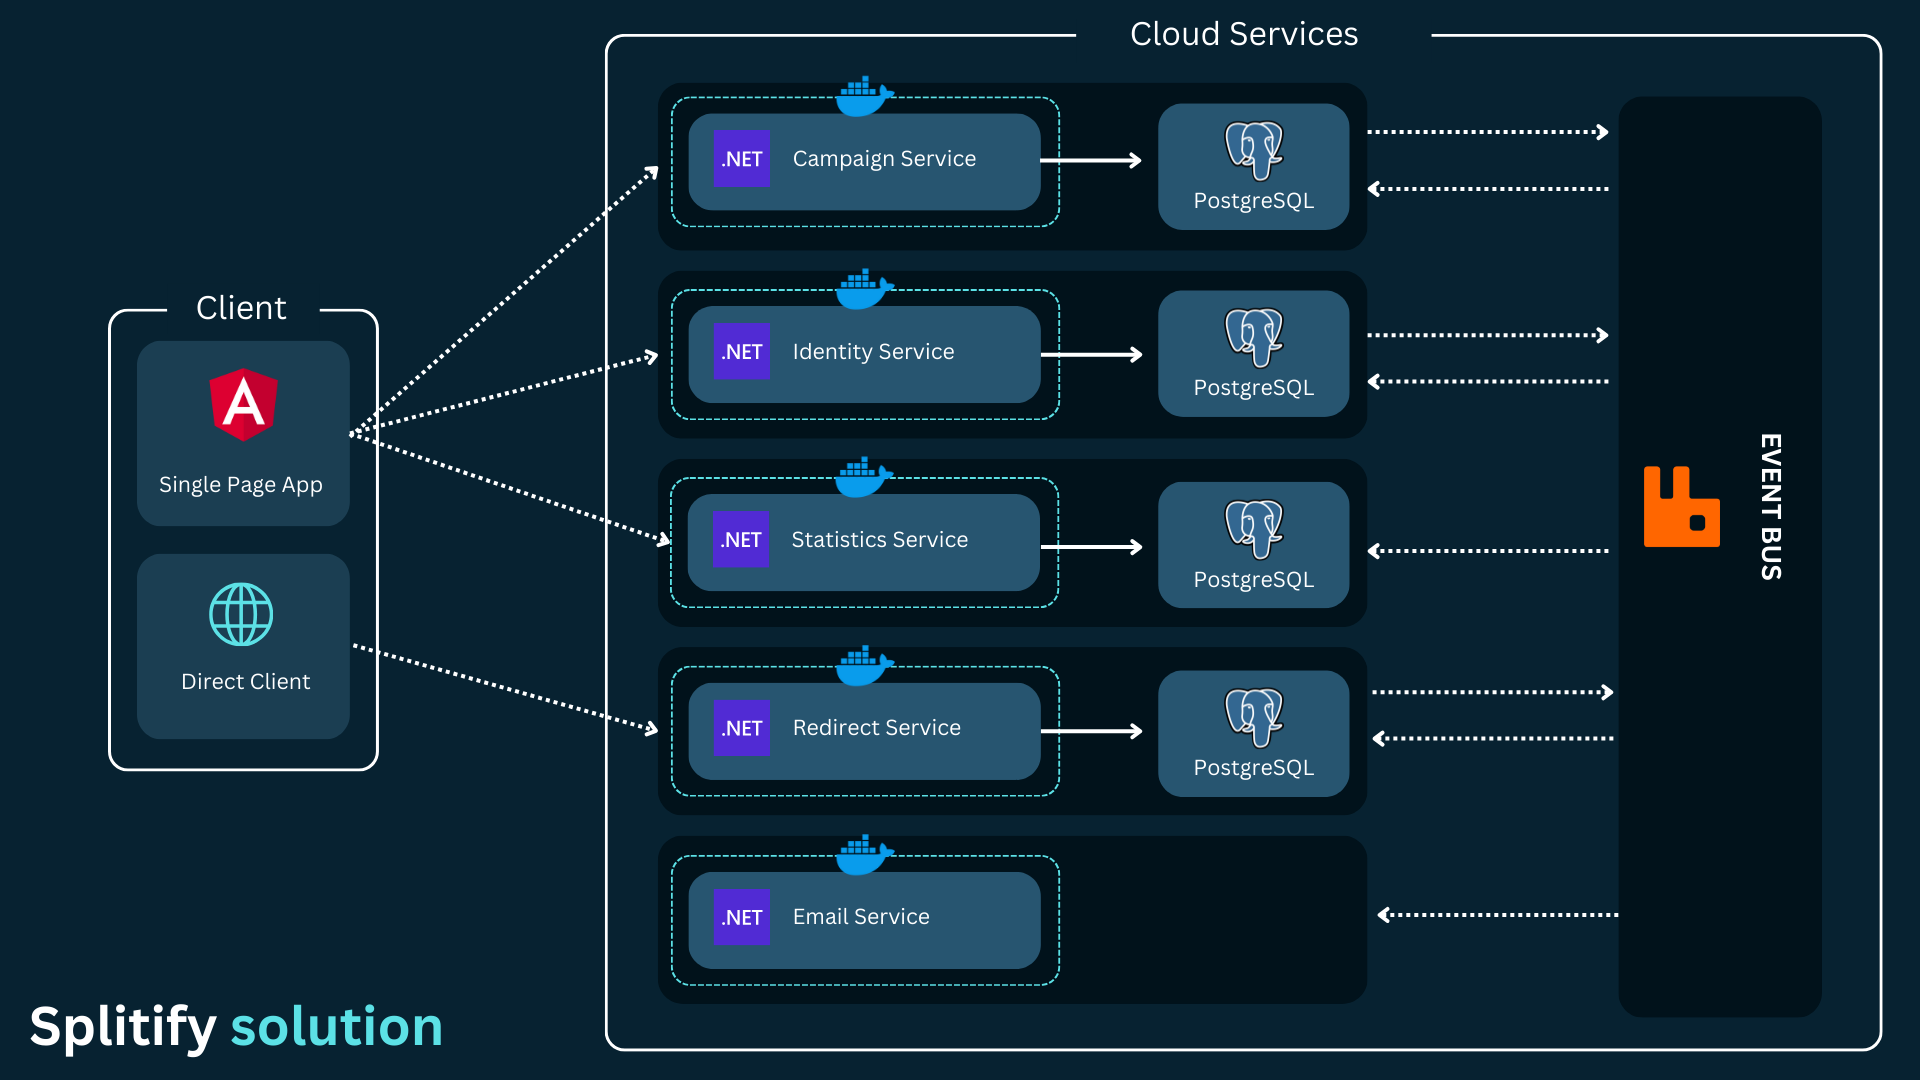 Cloud Services
Client
Single Page App
Direct Client
.NET
Campaign Service
PostgreSQL
.NET
Identity Service
PostgreSQL
.NET
Statistics Service
PostgreSQL
.NET
Redirect Service
PostgreSQL
.NET
Email Service
EVENT BUS
Splitify solution